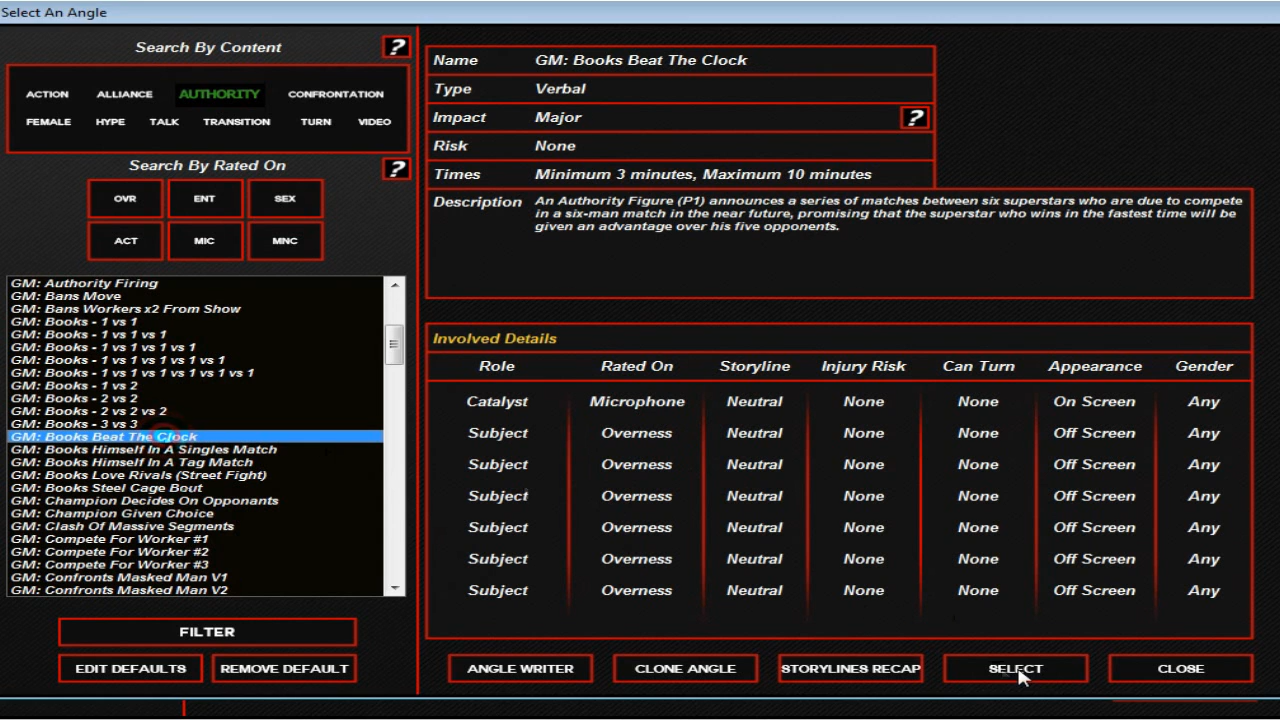 Select An Angle
Search By Content
?
ACTION ALLIANCE AUTHORITY CONFRONTATION
FEMALE HYPE TALK TRANSITION TURN VIDEO
Search By Rated On
?
OVR ENT SEX
ACT MIC MNC
GM: Authority Firing
GM: Bans Move
GM: Bans Workers x2 From Show
GM: Books - 1 vs 1
GM: Books - 1 vs 1 vs 1
GM: Books - 1 vs 1 vs 1 vs 1
GM: Books - 1 vs 1 vs 1 vs 1 vs 1
GM: Books - 1 vs 1 vs 1 vs 1 vs 1 vs 1
GM: Books - 1 vs 2
GM: Books - 2 vs 2
GM: Books - 2 vs 2 vs 2
GM: Books - 3 vs 3
GM: Books Beat The Clock
GM: Books Himself In A Singles Match
GM: Books Himself In A Tag Match
GM: Books Love Rivals (Street Fight)
GM: Books Steel Cage Bout
GM: Champion Decides On Opponants
GM: Champion Given Choice
GM: Clash Of Massive Segments
GM: Compete For Worker #1
GM: Compete For Worker #2
GM: Compete For Worker #3
GM: Confronts Masked Man V1
GM: Confronts Masked Man V2
FILTER
EDIT DEFAULTS REMOVE DEFAULT
Name GM: Books Beat The Clock
Type Verbal
Impact Major ?
Risk None
Times Minimum 3 minutes, Maximum 10 minutes
Description An Authority Figure (P1) announces a series of matches between six superstars who are due to compete
in a six-man match in the near future, promising that the superstar who wins in the fastest time will be
given an advantage over his five opponents.
Involved Details
Role Rated On Storyline Injury Risk Can Turn Appearance Gender
Catalyst Microphone Neutral None None On Screen Any
Subject Overness Neutral None None Off Screen Any
Subject Overness Neutral None None Off Screen Any
Subject Overness Neutral None None Off Screen Any
Subject Overness Neutral None None Off Screen Any
Subject Overness Neutral None None Off Screen Any
Subject Overness Neutral None None Off Screen Any
ANGLE WRITER CLONE ANGLE STORYLINES RECAP SELECT CLOSE